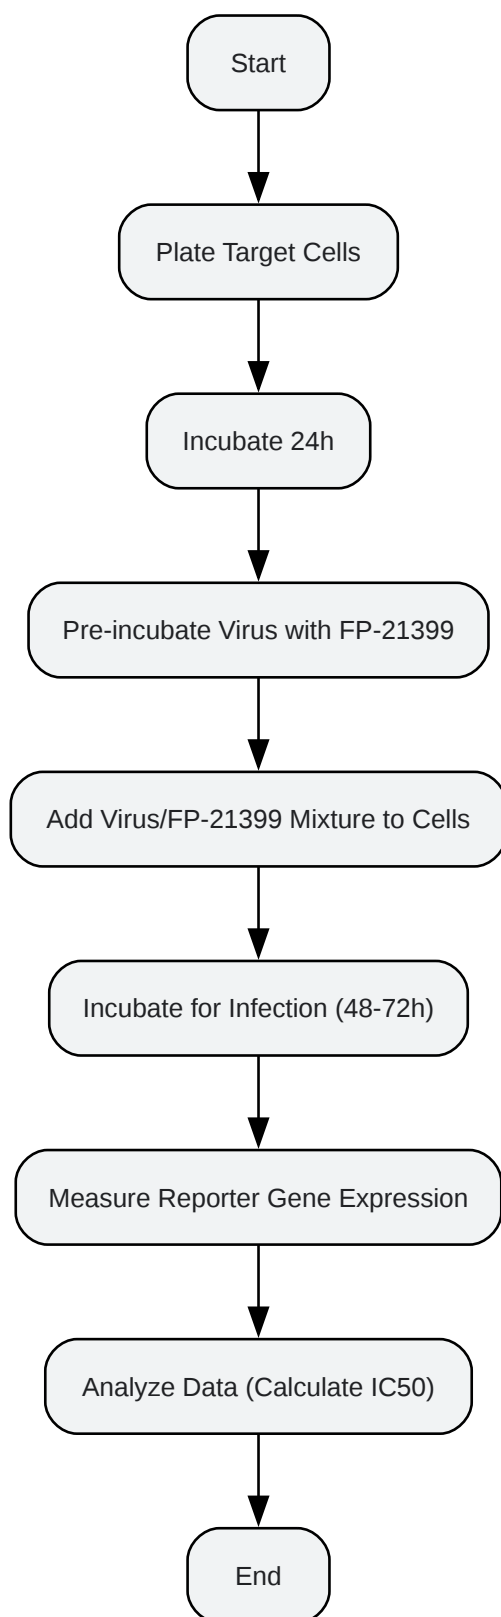 Start
Plate Target Cells
Incubate 24h
Pre-incubate Virus with FP-21399
Add Virus/FP-21399 Mixture to Cells
Incubate for Infection (48-72h)
Measure Reporter Gene Expression
Analyze Data (Calculate IC50)
End